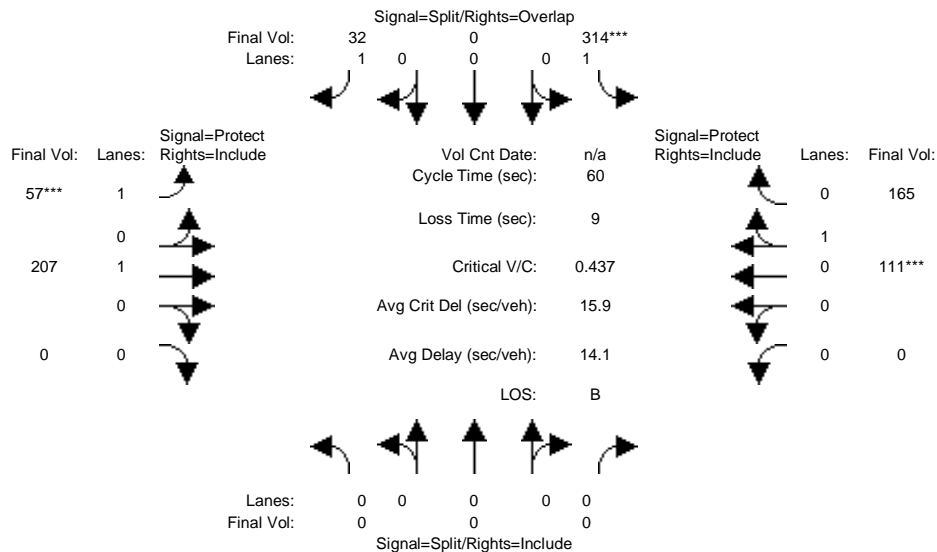 Signal=Split/Rights=Overlap
Final Vol: 32 0 314***
Lanes: 1 0 0 0 1
Signal=Protect
Rights=Include
Final Vol: Lanes:
57*** 1
0
207 1
0
0 0
Vol Cnt Date: n/a
Cycle Time (sec): 60
Loss Time (sec): 9
Critical V/C: 0.437
Avg Crit Del (sec/veh): 15.9
Avg Delay (sec/veh): 14.1
LOS: B
Signal=Protect
Rights=Include
Lanes: Final Vol:
0 165
1
0 111***
0
0 0
Lanes: 0 0 0 0 0
Final Vol: 0 0 0
Signal=Split/Rights=Include